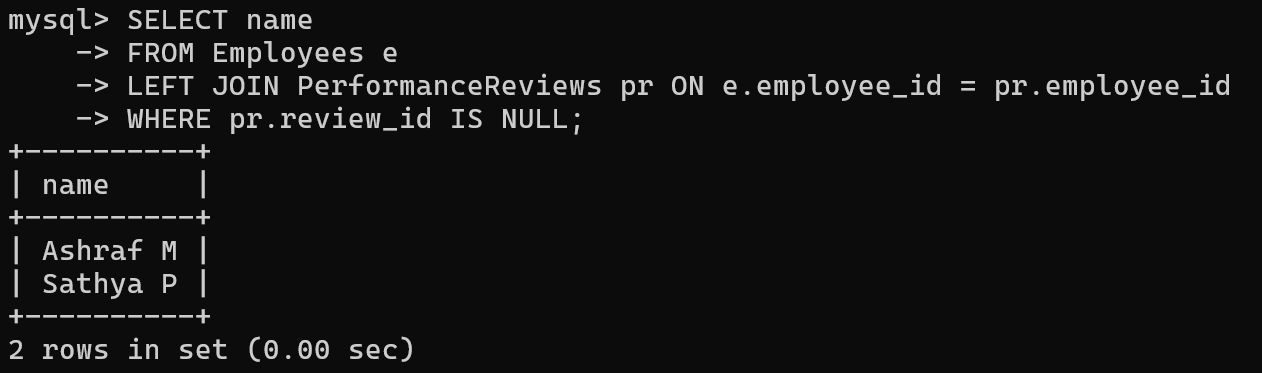 mysql> SELECT name
    -> FROM Employees e
    -> LEFT JOIN PerformanceReviews pr ON e.employee_id = pr.employee_id
    -> WHERE pr.review_id IS NULL;
+----------+
| name     |
+----------+
| Ashraf M |
| Sathya P |
+----------+
2 rows in set (0.00 sec)